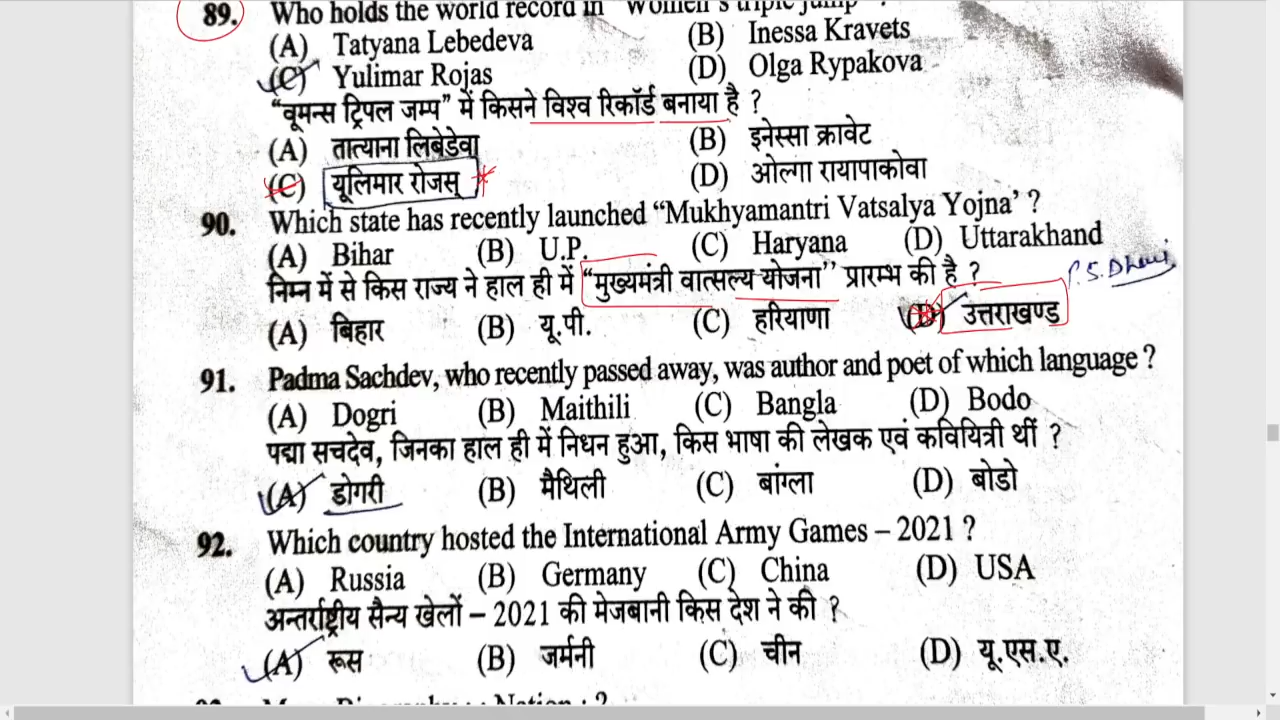 89. Who holds the world record in "Women's triple jump" ?
(A) Tatyana Lebedeva (B) Inessa Kravets
(C) Yulimar Rojas (D) Olga Rypakova
"वूमन्स ट्रिपल जम्प" में किसने विश्व रिकॉर्ड बनाया है ?
(A) तात्याना लिबेडेवा (B) इनेस्सा क्रावेट
(C) यूलिमार रोजस् (D) ओल्गा रायापाकोवा
90. Which state has recently launched "Mukhyamantri Vatsalya Yojna' ?
(A) Bihar (B) U.P. (C) Haryana (D) Uttarakhand
निम्न में से किस राज्य ने हाल ही में "मुख्यमंत्री वात्सल्य योजना'' प्रारम्भ की है ?
P.S.Dhami
(A) बिहार (B) यू.पी. (C) हरियाणा (D) उत्तराखण्ड
91. Padma Sachdev, who recently passed away, was author and poet of which language ?
(A) Dogri (B) Maithili (C) Bangla (D) Bodo
पद्मा सचदेव, जिनका हाल ही में निधन हुआ, किस भाषा की लेखक एवं कवियित्री थीं ?
(A) डोगरी (B) मैथिली (C) बांग्ला (D) बोडो
92. Which country hosted the International Army Games – 2021 ?
(A) Russia (B) Germany (C) China (D) USA
अन्तर्राष्ट्रीय सैन्य खेलों – 2021 की मेजबानी किस देश ने की ?
(A) रूस (B) जर्मनी (C) चीन (D) यू.एस.ए.